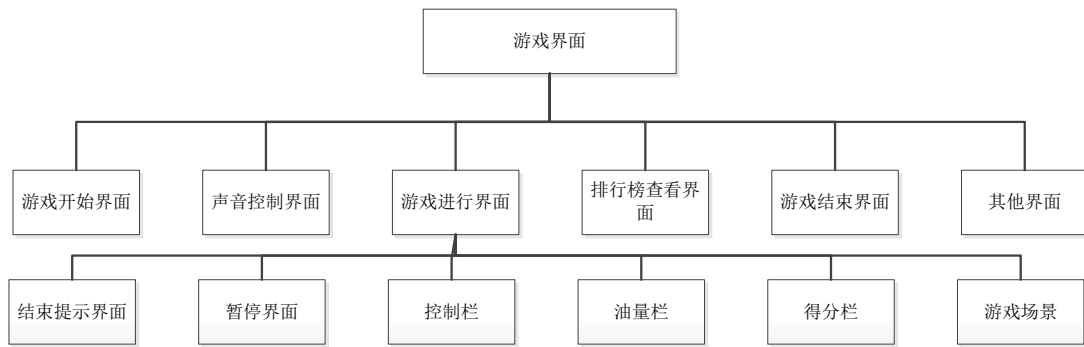 游戏界面
游戏开始界面
声音控制界面
游戏进行界面
排行榜查看界
面
游戏结束界面
其他界面
结束提示界面
暂停界面
控制栏
油量栏
得分栏
游戏场景